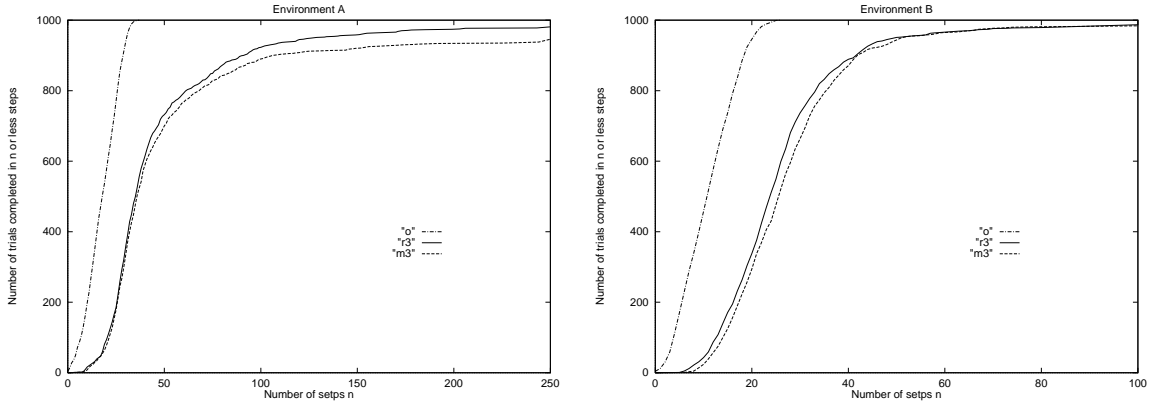 Environment A
Number of trials completed in n or less steps
1000
800
600
400
200
0
"o"
"r3"
"m3"
0 50 100 150 200 250
Number of setps n
Environment B
Number of trials completed in n or less steps
1000
800
600
400
200
0
"o"
"r3"
"m3"
0 20 40 60 80 100
Number of setps n